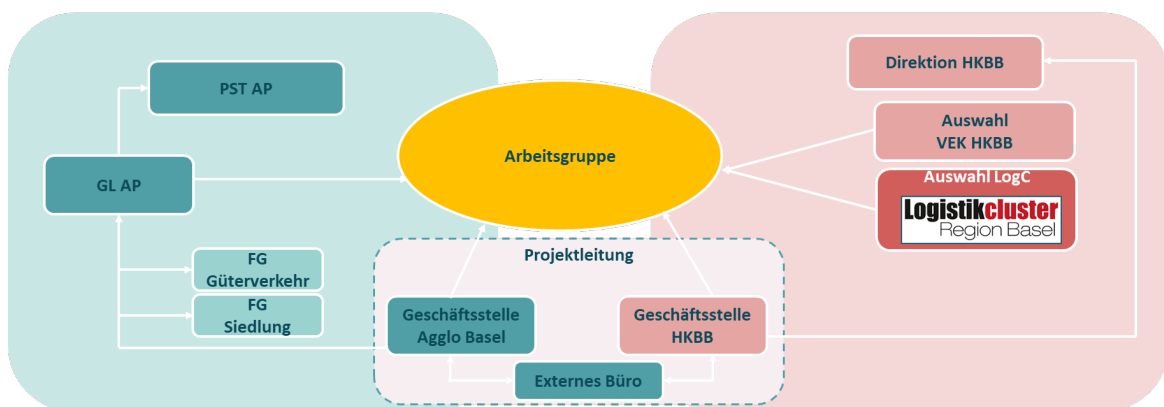 PST AP
GL AP
FG
Güterverkehr
FG
Siedlung
Arbeitsgruppe
Projektleitung
Geschäftsstelle
Agglo Basel
Geschäftsstelle
HKBB
Externes Büro
Direktion HKBB
Auswahl
VEK HKBB
Auswahl LogC
Logistikcluster
Region Basel